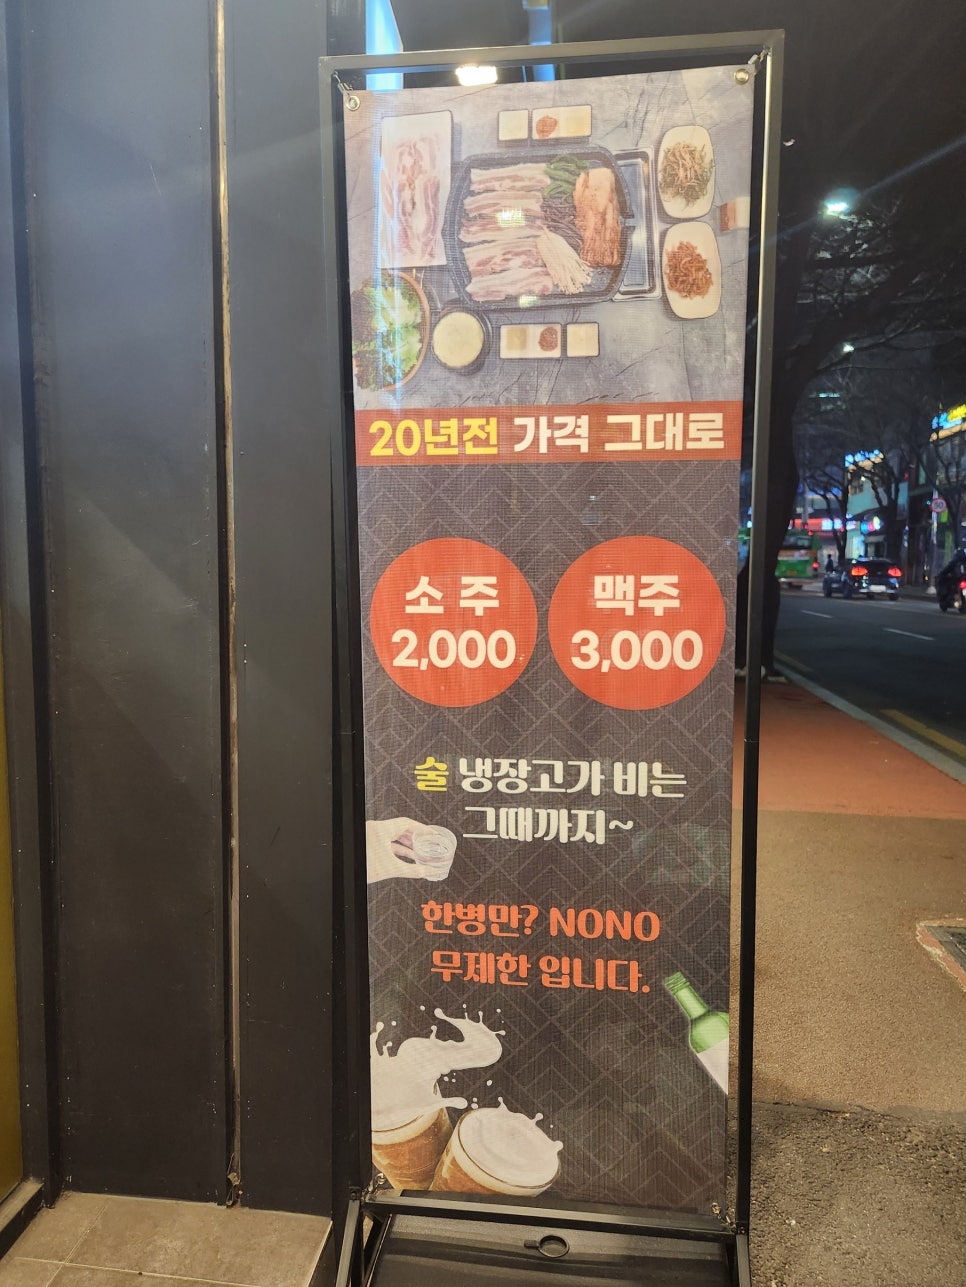 20년전 가격 그대로
소 주
2,000
맥주
3,000
술 냉장고가 비는
그때까지~
한병만? NONO
무제한 입니다.